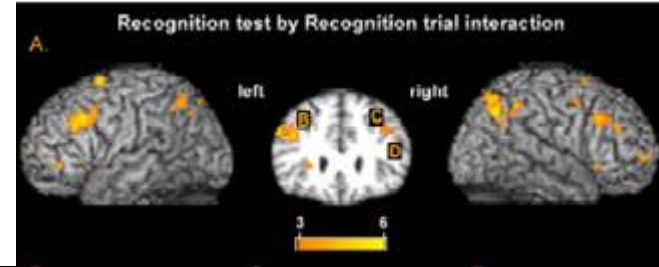 Recognition test by Recognition trial interaction
A.
left
right
B
C
D
3
6